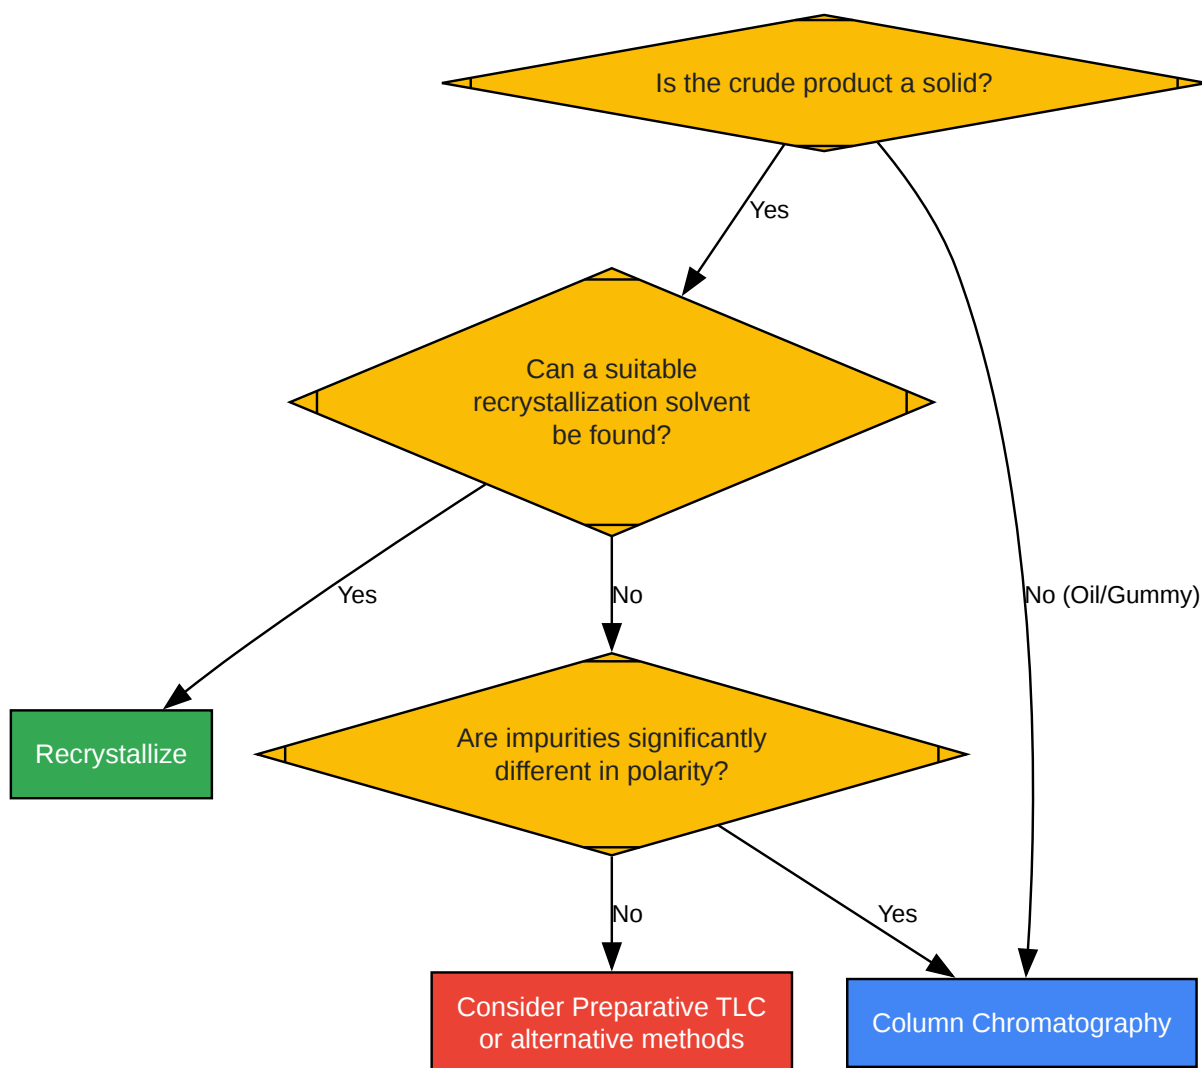 Is the crude product a solid?
Yes
Can a suitable
recrystallization solvent
be found?
Yes
No
No (Oil/Gummy)
Recrystallize
Are impurities significantly
different in polarity?
No
Yes
Consider Preparative TLC
or alternative methods
Column Chromatography